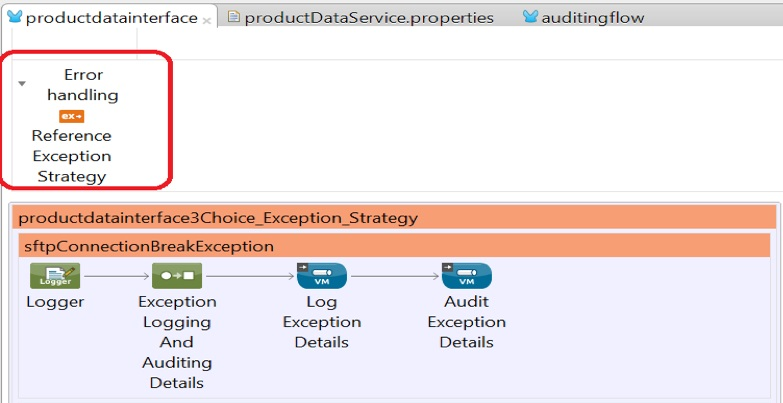 productdatainterface
productDataService.properties
auditingflow
Error
handling
ex
Reference
Exception
Strategy
productdatainterface3Choice_Exception_Strategy
sftpConnectionBreakException
Logger
Logger
Exception
Logging
And
Auditing
Details
VM
Log
Exception
Details
VM
Audit
Exception
Details